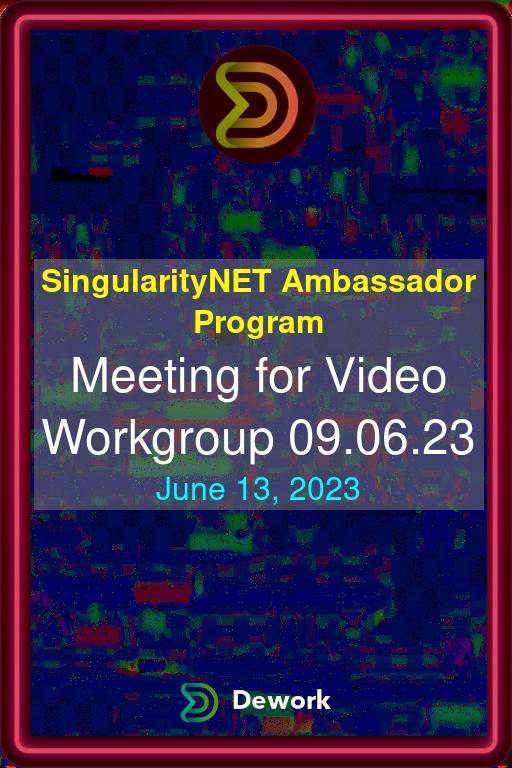 SingularityNET Ambassador
Program
Meeting for Video
Workgroup 09.06.23
June 13, 2023
Dework